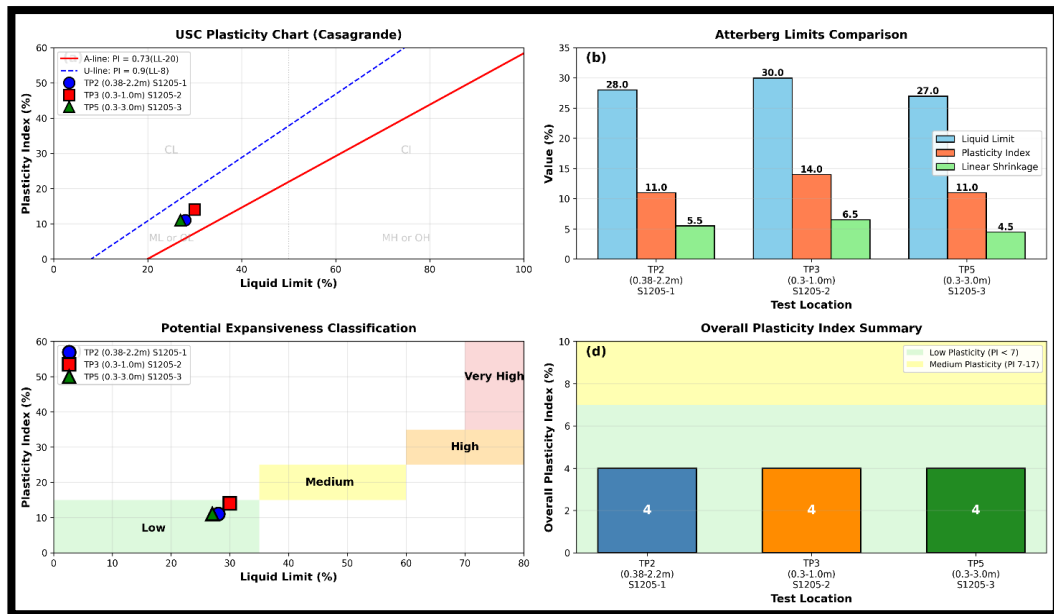 USC Plasticity Chart (Casagrande)
A-line: PI = 0.73(LL-20)
U-line: PI = 0.9(LL-8)
TP2 (0.38-2.2m) S1205-1
TP3 (0.3-1.0m) S1205-2
TP5 (0.3-3.0m) S1205-3
CL
CI
ML or
MH or OH
Plasticity Index (%)
60
50
40
30
20
10
0
0 20 40 60 80 100
Liquid Limit (%)
Atterberg Limits Comparison
(b)
Liquid Limit
Plasticity Index
Linear Shrinkage
Value (%)
35
30
25
20
15
10
5
0
28.0 11.0 5.5
30.0 14.0 6.5
27.0 11.0 4.5
TP2
(0.38-2.2m)
S1205-1
TP3
(0.3-1.0m)
S1205-2
TP5
(0.3-3.0m)
S1205-3
Test Location
Potential Expansiveness Classification
TP2 (0.38-2.2m) S1205-1
TP3 (0.3-1.0m) S1205-2
TP5 (0.3-3.0m) S1205-3
Very High
High
Medium
Low
Plasticity Index (%)
60
50
40
30
20
10
0
0 10 20 30 40 50 60 70 80
Liquid Limit (%)
Overall Plasticity Index Summary
(d)
Low Plasticity (PI < 7)
Medium Plasticity (PI 7-17)
Overall Plasticity Index (%)
10
8
6
4
2
0
4 4 4
TP2
(0.38-2.2m)
S1205-1
TP3
(0.3-1.0m)
S1205-2
TP5
(0.3-3.0m)
S1205-3
Test Location